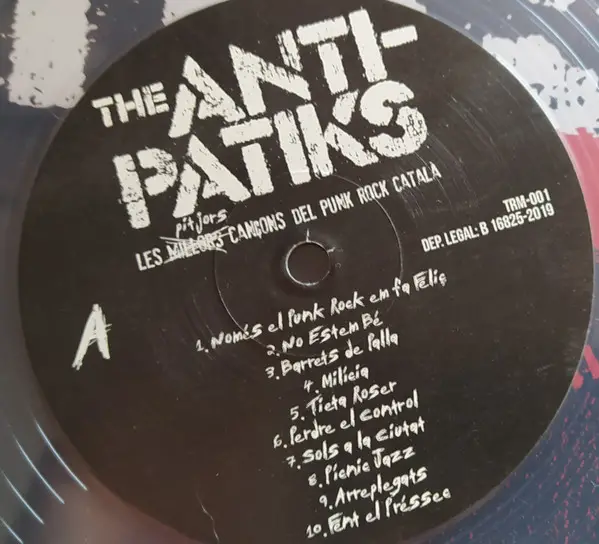 THE ANTI-
PATIKS
pitjors
LES MILLORS CANÇONS DEL PUNK ROCK CATALÀ
TRM-001
DEP. LEGAL: B 16825-2019
A
1. Només el Punk Rock em fa Feliç
2. No Estem Bé
3. Barrets de Palla
4. Milícia
5. Tieta Roser
6. Perdre el control
7. Sols a la ciutat
8. Picnic Jazz
9. Arreplegats
10. Fent el Préssec